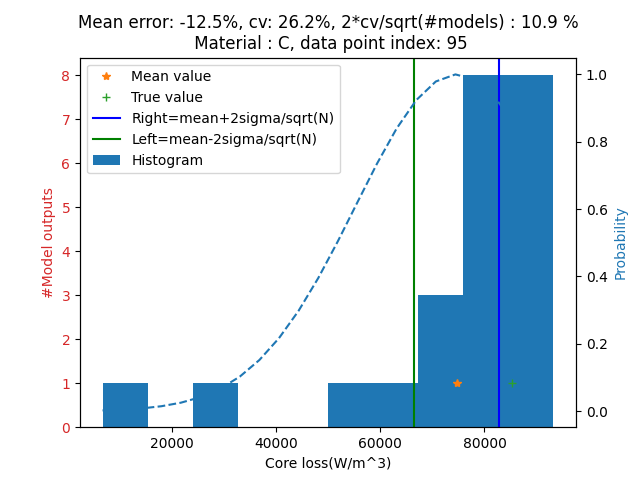 Mean error: -12.5%, cv: 26.2%, 2*cv/sqrt(#models) : 10.9 %
Material : C, data point index: 95
Mean value
True value
Right=mean+2sigma/sqrt(N)
Left=mean-2sigma/sqrt(N)
Histogram
#Model outputs
8
7
6
5
4
3
2
1
0
1.0
0.8
0.6
0.4
0.2
0.0
Probability
20000
40000
60000
80000
Core loss(W/m^3)